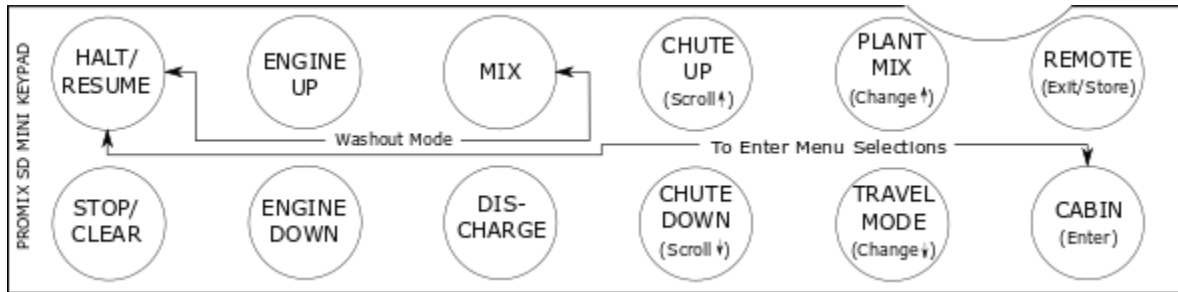 PROMIX SD MINI KEYPAD
HALT/
RESUME
ENGINE
UP
MIX
CHUTE
UP
(Scroll↑)
PLANT
MIX
(Change↑)
REMOTE
(Exit/Store)
Washout Mode
To Enter Menu Selections
STOP/
CLEAR
ENGINE
DOWN
DIS-
CHARGE
CHUTE
DOWN
(Scroll↓)
TRAVEL
MODE
(Change↓)
CABIN
(Enter)